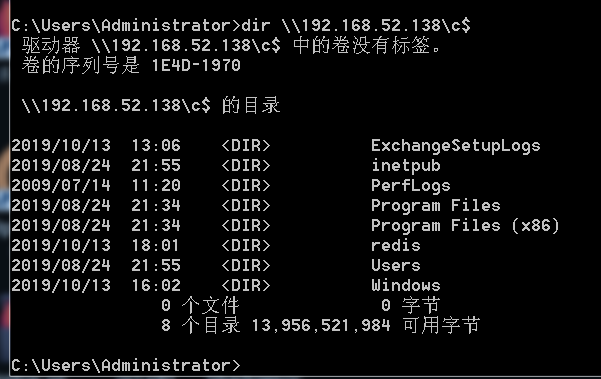 C:\Users\Administrator>dir \\192.168.52.138\c$
驱动器 \\192.168.52.138\c$ 中的卷没有标签。
卷的序列号是 1E4D-1970
\\192.168.52.138\c$ 的目录
2019/10/13  13:06    <DIR>          ExchangeSetupLogs
2019/08/24  21:55    <DIR>          inetpub
2009/07/14  11:20    <DIR>          PerfLogs
2019/08/24  21:34    <DIR>          Program Files
2019/08/24  21:34    <DIR>          Program Files (x86)
2019/10/13  18:01    <DIR>          redis
2019/08/24  21:55    <DIR>          Users
2019/10/13  16:02    <DIR>          Windows
0 个文件              0 字节
8 个目录 13,956,521,984 可用字节
C:\Users\Administrator>